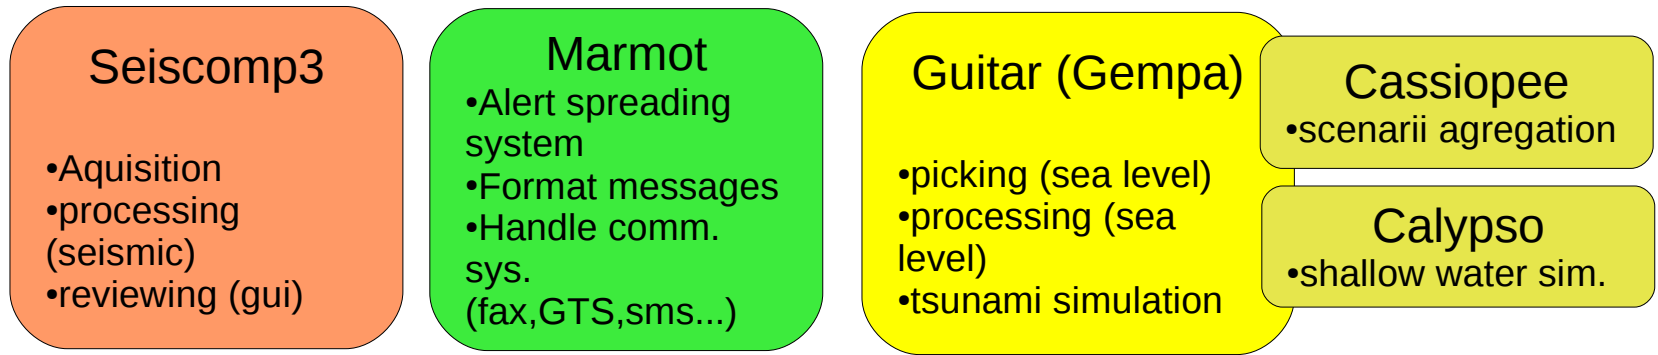 Seiscomp3
•Aquisition
•processing
(seismic)
•reviewing (gui)
Marmot
•Alert spreading
system
•Format messages
•Handle comm.
sys.
(fax,GTS,sms...)
Guitar (Gempa)
•picking (sea level)
•processing (sea
level)
•tsunami simulation
Cassiopee
•scenarii agregation
Calypso
•shallow water sim.